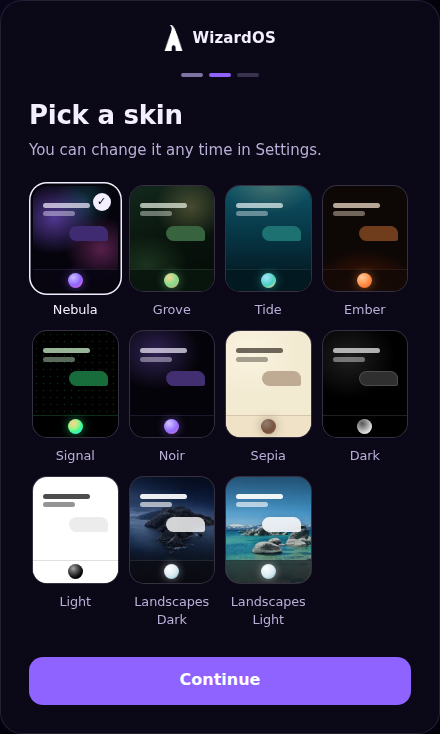 WizardOS
Pick a skin
You can change it any time in Settings.
Nebula
Grove
Tide
Ember
Signal
Noir
Sepia
Dark
Light
Landscapes
Dark
Landscapes
Light
Continue